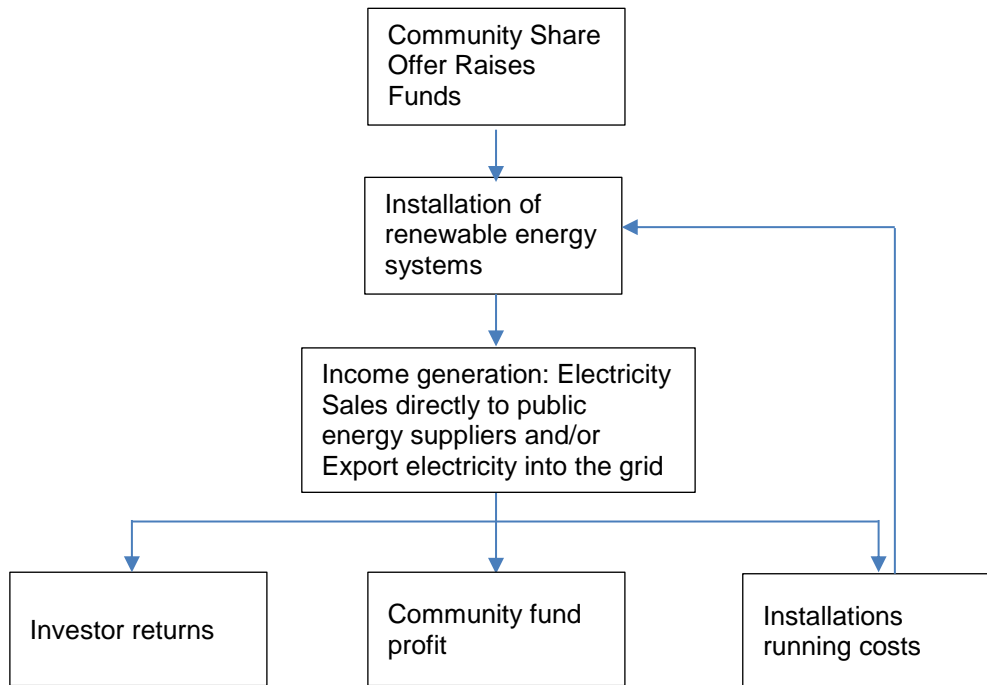 Community Share
Offer Raises
Funds
Installation of
renewable energy
systems
Income generation: Electricity
Sales directly to public
energy suppliers and/or
Export electricity into the grid
Investor returns
Community fund
profit
Installations
running costs